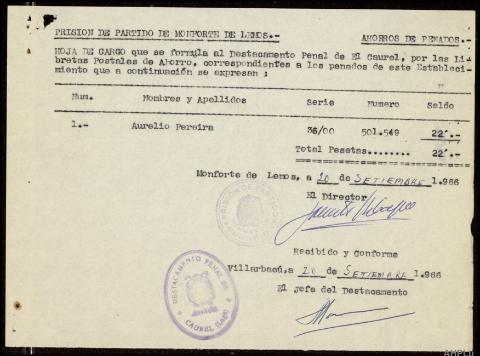 PRISION DE PARTIDO DE MONFORTE DE LEMOS.- AHORROS DE PENADOS.-
HOJA DE CARGO que se formula al Destacamento Penal de El Caurel, por las Li-
bretas Postales de Ahorro, correspondientes a los penados de este Estableci-
miento que a continuación se expresan :
Num. Nombres y Apellidos Serie Numero Saldo
1.- Aurelio Pereira 36/00 501.549 22'.-
Total Pesetas........ 22'.-
Monforte de Lemos, a 20 de SETIEMBRE 1.966
El Director
PRISION DE PARTIDO
Recibido y Conforme
Villarbacú, a 20 de SETIEMBRE 1.966
El Jefe del Destacamento
DESTACAMENTO PENAL DE
CAUREL (LUGO)